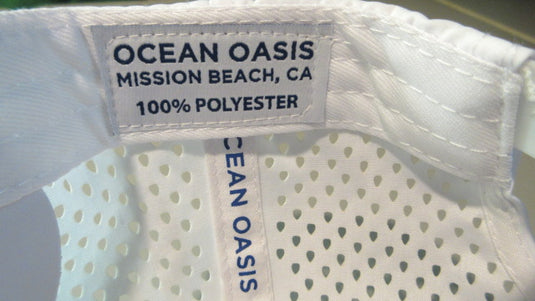 OCEAN OASIS
MISSION BEACH, CA
100% POLYESTER
CEAN OASIS